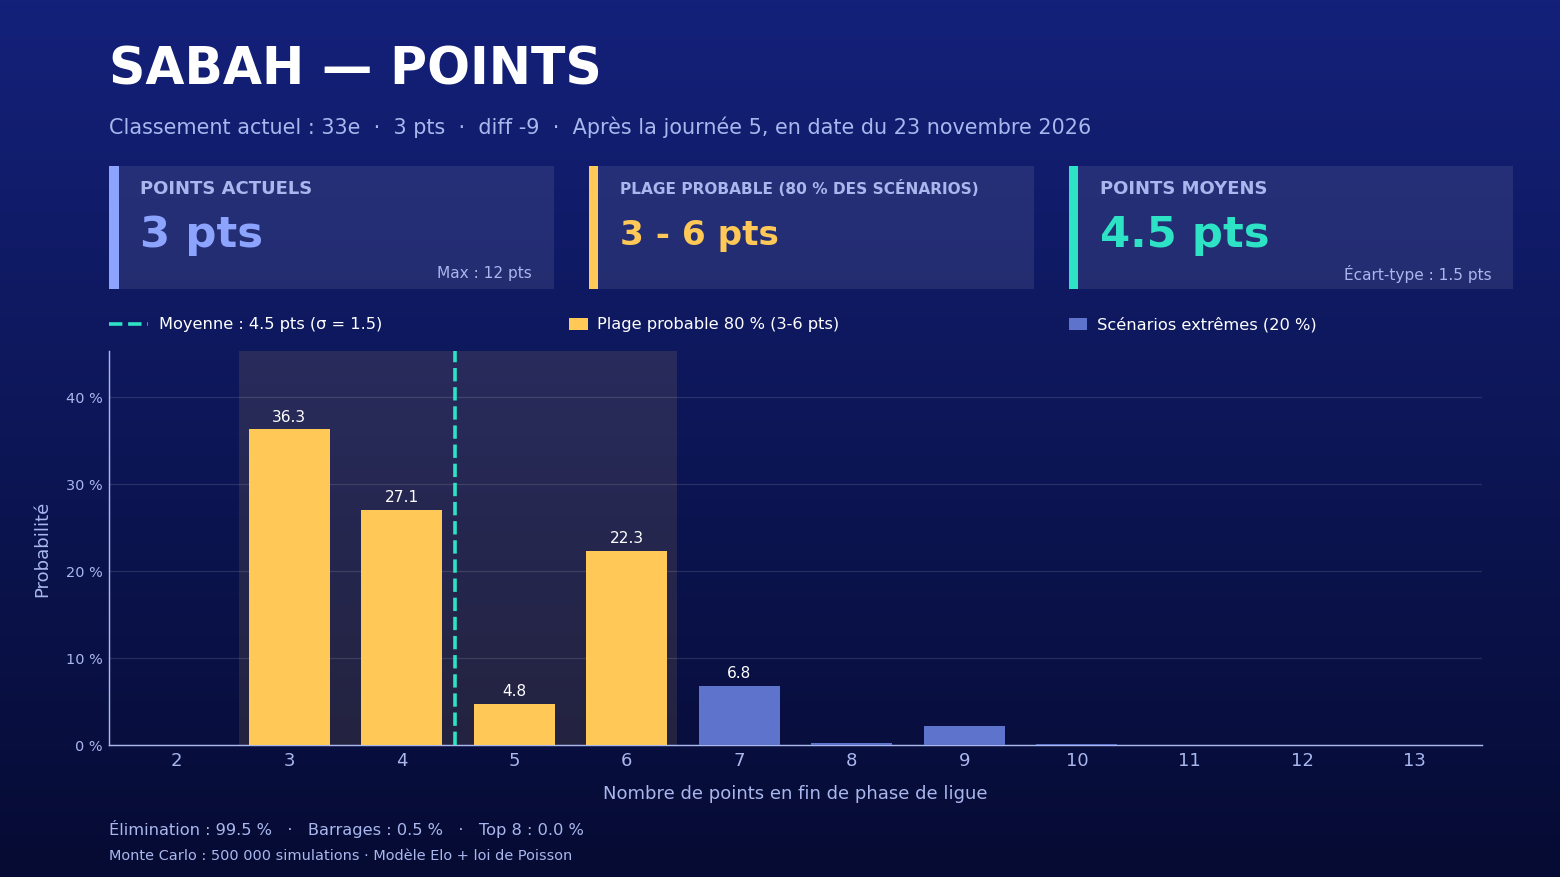 SABAH — POINTS
Classement actuel : 33e · 3 pts · diff -9 · Après la journée 5, en date du 23 novembre 2026
POINTS ACTUELS
3 pts
Max : 12 pts
PLAGE PROBABLE (80 % DES SCÉNARIOS)
3 - 6 pts
POINTS MOYENS
4.5 pts
Écart-type : 1.5 pts
Moyenne : 4.5 pts (σ = 1.5)
Plage probable 80 % (3-6 pts)
Scénarios extrêmes (20 %)
Probabilité
40 %
30 %
20 %
10 %
0 %
36.3
27.1
4.8
22.3
6.8
2 3 4 5 6 7 8 9 10 11 12 13
Nombre de points en fin de phase de ligue
Élimination : 99.5 % · Barrages : 0.5 % · Top 8 : 0.0 %
Monte Carlo : 500 000 simulations · Modèle Elo + loi de Poisson